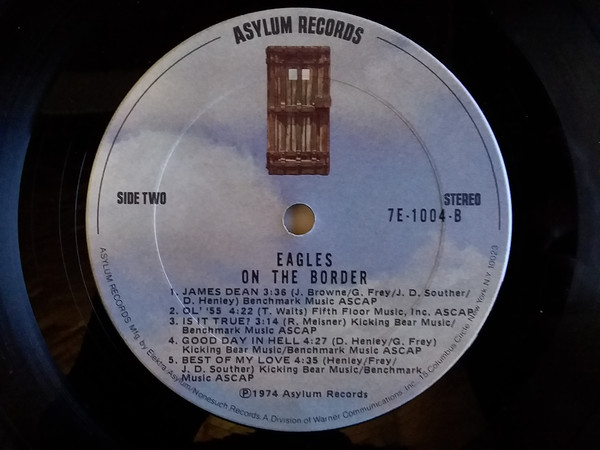 ASYLUM RECORDS
SIDE TWO
STEREO
7E-1004-B
EAGLES
ON THE BORDER
1. JAMES DEAN 3:36 (J. Browne/G. Frey/J. D. Souther/
D. Henley) Benchmark Music ASCAP
2. OL' '55 4:22 (T. Waits) Fifth Floor Music, Inc. ASCAP
3. IS IT TRUE? 3:14 (R. Meisner) Kicking Bear Music/
Benchmark Music ASCAP
4. GOOD DAY IN HELL 4:27 (D. Henley/G. Frey)
Kicking Bear Music/Benchmark Music ASCAP
5. BEST OF MY LOVE 4:35 (Henley/Frey/
J. D. Souther) Kicking Bear Music/Benchmark
Music ASCAP
Ⓟ1974 Asylum Records
ASYLUM RECORDS Mfg. by Elektra/Asylum/Nonesuch Records, A Division of Warner Communications Inc. 15 Columbus Circle, New York, N.Y. 10023